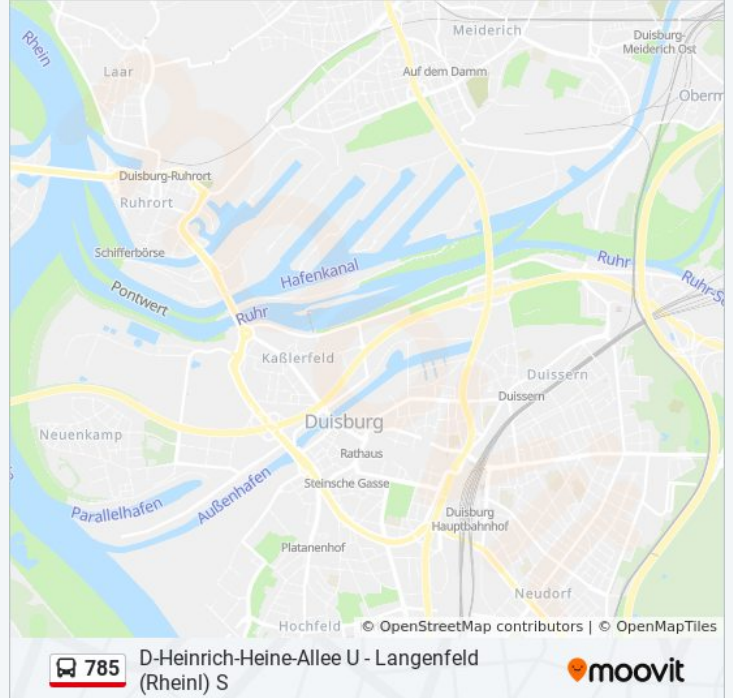 Rhein
Meiderich
Duisburg-
Meiderich Ost
Laar
Auf dem Damm
Oberm
Duisburg-Ruhrort
Ruhrort
Schifferbörse
Hafenkanal
Ruhr
Ruhr-S
Pontwert
Ruhr
Kaßlerfeld
Duissern
Duissern
Duisburg
Neuenkamp
Rathaus
Steinsche Gasse
Außenhafen
Parallelhafen
Duisburg
Hauptbahnhof
Platanenhof
Neudorf
Hochfeld
© OpenStreetMap contributors | © OpenMapTiles
785
D-Heinrich-Heine-Allee U - Langenfeld
(Rheinl) S
moovit